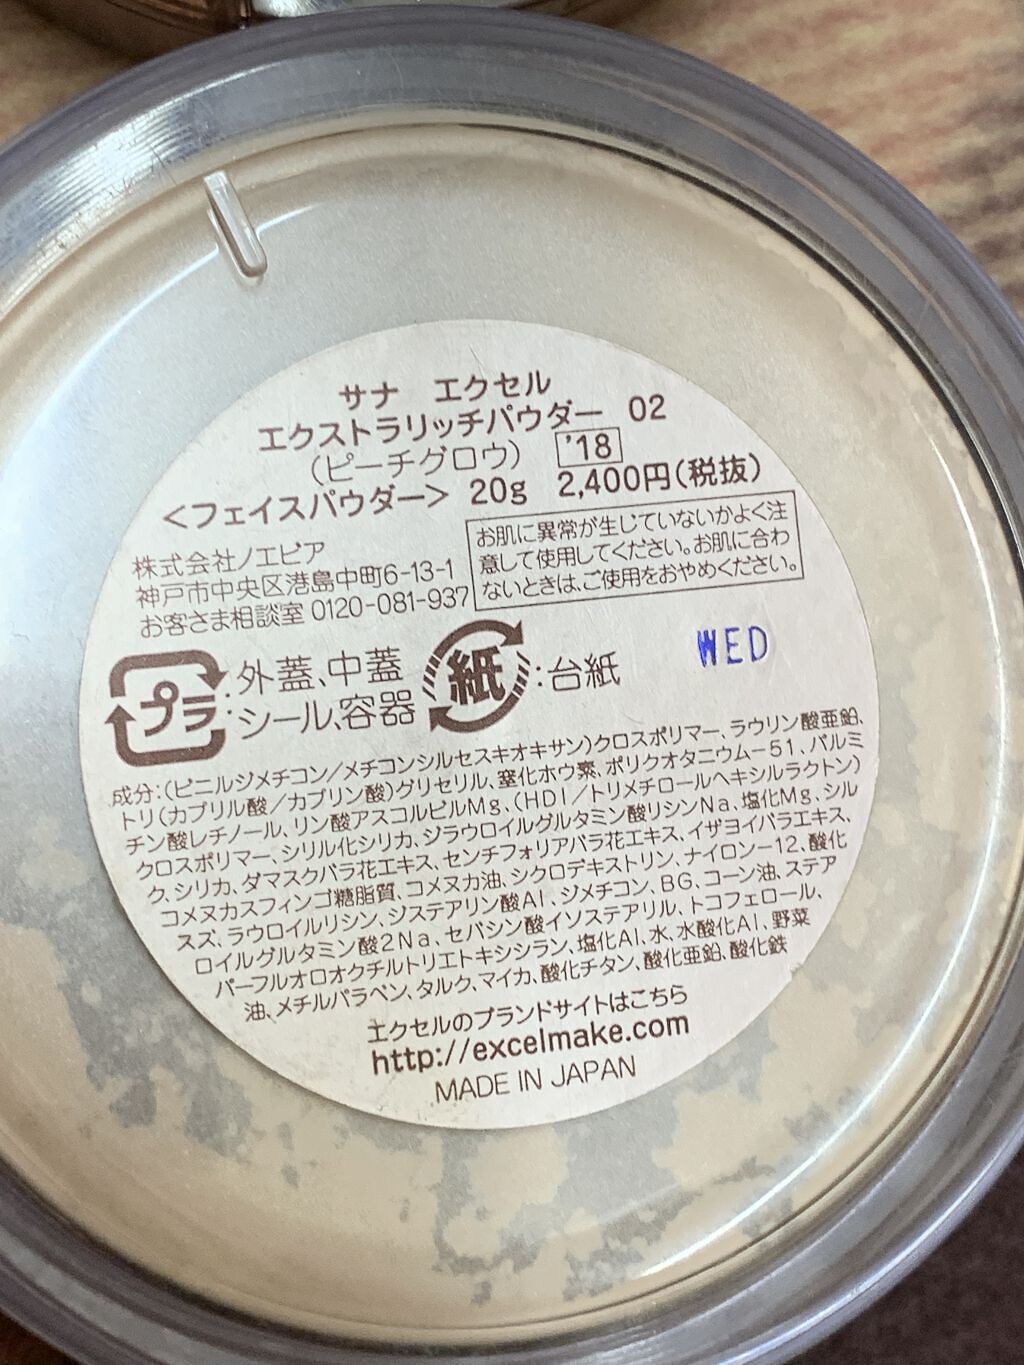 サナ エクセル
エクストラリッチパウダー 02
(ピーチグロウ) '18
<フェイスパウダー> 20g 2,400円(税抜)
株式会社ノエビア
神戸市中央区港島中町6-13-1
お客さま相談室 0120-081-937
お肌に異常が生じていないかよく注
意して使用してください。お肌に合わ
ないときは、ご使用をおやめください。
プラ:外蓋、中蓋
:シール、容器
紙:台紙
WED
成分:(ビニルジメチコン/メチコンシルセスキオキサン)クロスポリマー、ラウリン酸亜鉛、
トリ(カプリル酸/カプリン酸)グリセリル、窒化ホウ素、ポリクオタニウム-51、パルミ
チン酸レチノール、リン酸アスコルビルMg、(HDI/トリメチロールヘキシルラクトン)
クロスポリマー、シリル化シリカ、ジラウロイルグルタミン酸リシンNa、塩化Mg、シル
ク、シリカ、ダマスクバラ花エキス、センチフォリアバラ花エキス、イザヨイバラエキス、
コメヌカスフィンゴ糖脂質、コメヌカ油、シクロデキストリン、ナイロン-12、酸化
スズ、ラウロイルリシン、ジステアリン酸Al、ジメチコン、BG、コーン油、ステア
ロイルグルタミン酸2Na、セバシン酸イソステアリル、トコフェロール、
パーフルオロオクチルトリエトキシシラン、塩化Al、水、水酸化Al、野菜
油、メチルパラベン、タルク、マイカ、酸化チタン、酸化亜鉛、酸化鉄
エクセルのブランドサイトはこちら
http://excelmake.com
MADE IN JAPAN